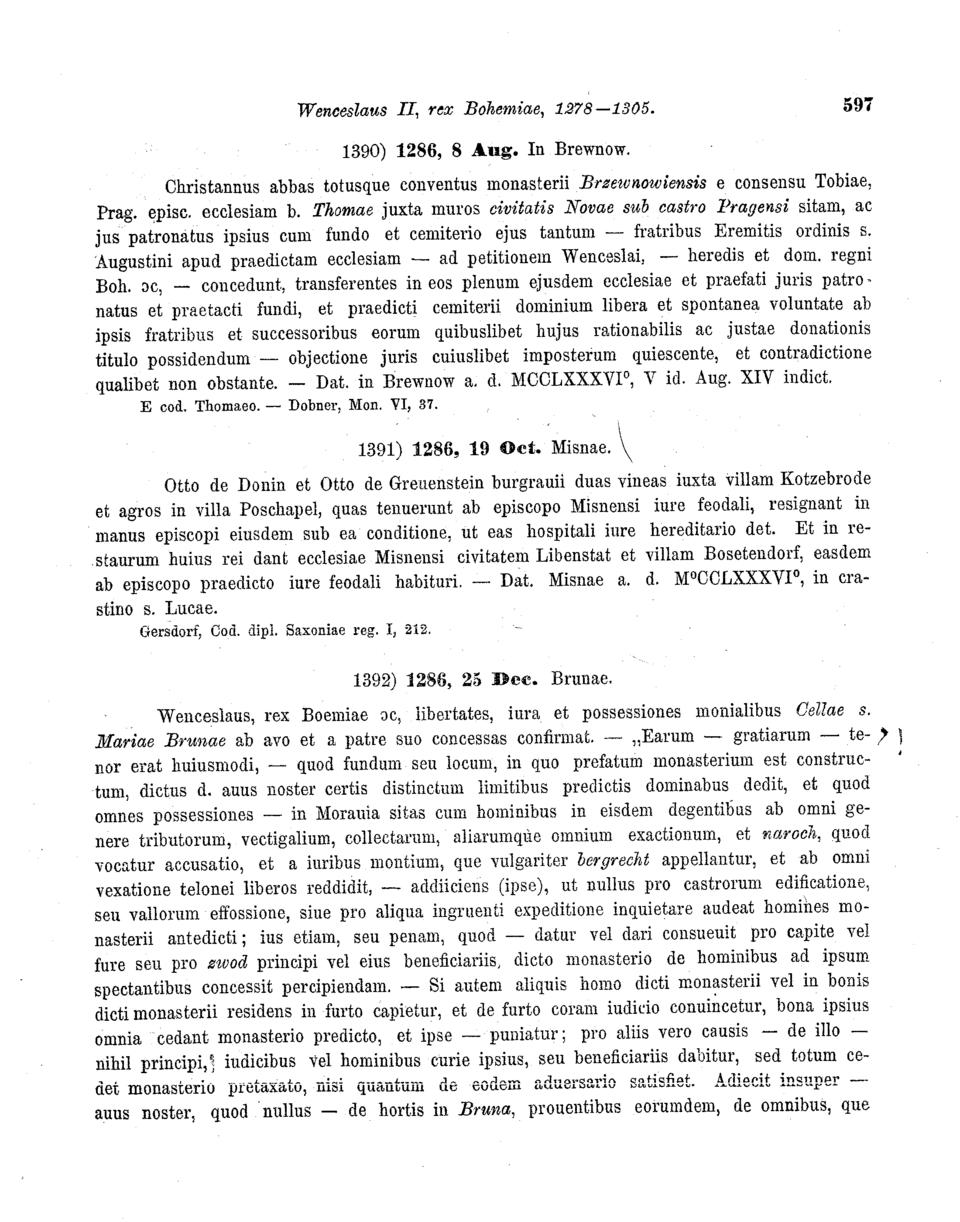 Wenceslaus II, rex Bohemiae, 1278—1305. 597
1390) 1286, 8 Aug. In Brewnow.
Christannus abbas totusque conventus monasterii Brzewnowiensis e consensu Tobiae,
Prag. episc. ecclesiam b. Thomae juxta muros civitatis Novae sub castro Pragensi sitam, ac
jus patronatus ipsius cum fundo et cemiterio ejus tantum — fratribus Eremitis ordinis s.
Augustini apud praedictam ecclesiam — ad petitionem Wenceslai, — heredis et dom. regni
Boh. ɔc, — concedunt, transferentes in eos plenum ejusdem ecclesiae et praefati juris patro-
natus et praetacti fundi, et praedicti cemiterii dominium libera et spontanea voluntate ab
ipsis fratribus et successoribus eorum quibuslibet hujus rationabilis ac justae donationis
titulo possidendum — objectione juris cuiuslibet imposterum quiescente, et contradictione
qualibet non obstante. — Dat. in Brewnow a. d. MCCLXXXVI⁰, V id. Aug. XIV indict.
E cod. Thomaeo. — Dobner, Mon. VI, 37.
1391) 1286, 19 Oct. Misnae.
Otto de Donin et Otto de Greuenstein burgrauii duas vineas iuxta villam Kotzebrode
et agros in villa Poschapel, quas tenuerunt ab episcopo Misnensi iure feodali, resignant in
manus episcopi eiusdem sub ea conditione, ut eas hospitali iure hereditario det. Et in re-
staurum huius rei dant ecclesiae Misnensi civitatem Libenstat et villam Bosetendorf, easdem
ab episcopo praedicto iure feodali habituri. — Dat. Misnae a. d. M⁰CCLXXXVI⁰, in cra-
stino s. Lucae.
Gersdorf, Cod. dipl. Saxoniae reg. I, 212.
1392) 1286, 25 Dec. Brunae.
Wenceslaus, rex Boemiae ɔc, libertates, iura et possessiones monialibus Cellae s.
Mariae Brunae ab avo et a patre suo concessas confirmat. — „Earum — gratiarum — te-
nor erat huiusmodi, — quod fundum seu locum, in quo prefatum monasterium est construc-
tum, dictus d. auus noster certis distinctum limitibus predictis dominabus dedit, et quod
omnes possessiones — in Morauia sitas cum hominibus in eisdem degentibus ab omni ge-
nere tributorum, vectigalium, collectarum, aliarumque omnium exactionum, et naroch, quod
vocatur accusatio, et a iuribus montium, que vulgariter bergrecht appellantur, et ab omni
vexatione telonei liberos reddidit, — addiiciens (ipse), ut nullus pro castrorum edificatione,
seu vallorum effossione, siue pro aliqua ingruenti expeditione inquietare audeat homines mo-
nasterii antedicti; ius etiam, seu penam, quod — datur vel dari consueuit pro capite vel
fure seu pro zwod principi vel eius beneficiariis, dicto monasterio de hominibus ad ipsum
spectantibus concessit percipiendam. — Si autem aliquis homo dicti monasterii vel in bonis
dicti monasterii residens in furto capietur, et de furto coram iudicio conuincetur, bona ipsius
omnia cedant monasterio predicto, et ipse — puniatur; pro aliis vero causis — de illo —
nihil principi, iudicibus vel hominibus curie ipsius, seu beneficiariis dabitur, sed totum ce-
det monasterio pretaxato, nisi quantum de eodem aduersario satisfiet. Adiecit insuper —
auus noster, quod nullus — de hortis in Bruna, prouentibus eorumdem, de omnibus, que